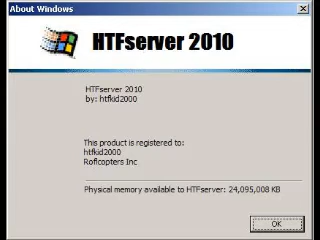 About Windows
HTFserver 2010
HTFserver 2010
by: htfkid2000
This product is registered to:
htfkid2000
Roflcopters Inc
Physical memory available to HTFserver: 24,095,008 KB
OK